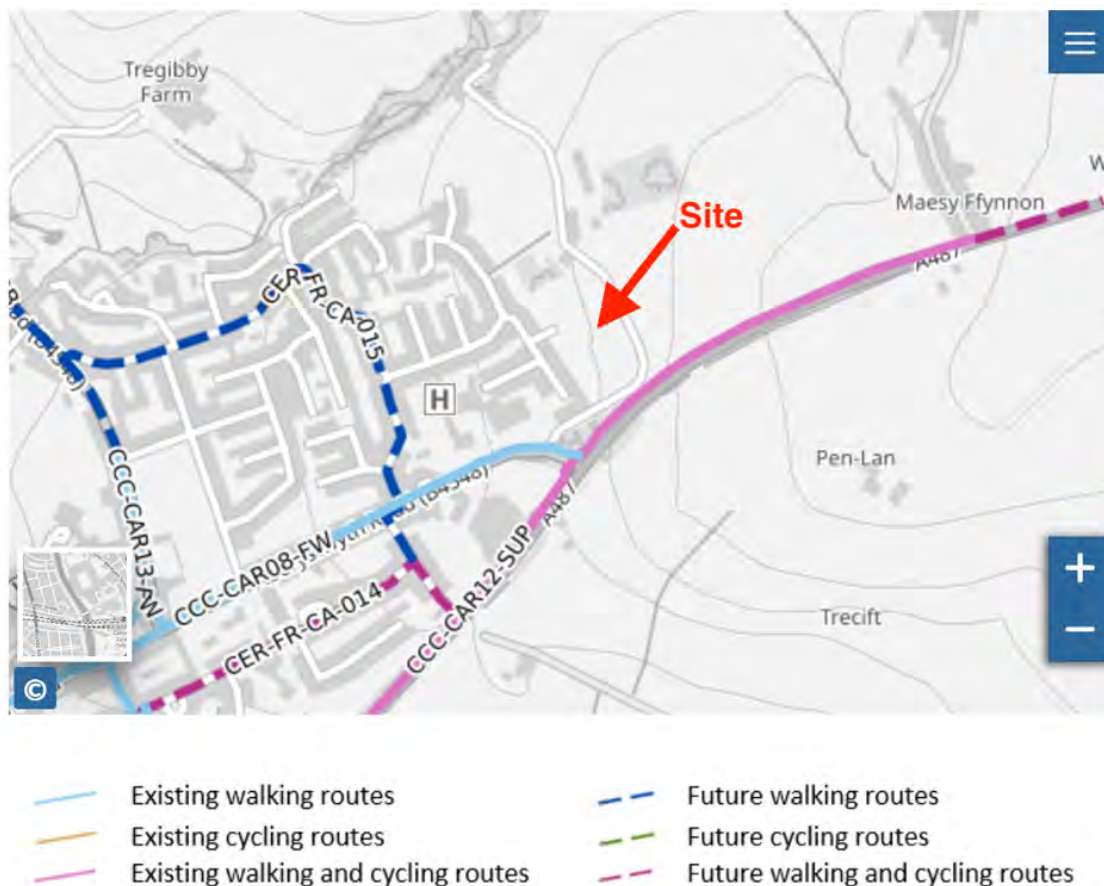 Tregibby
Farm
Site
Maesy Ffynnon
W
A487
CER-FR-CA-015
(B4548)
H
Pen-Lan
A487
(B4548)
CCC-CAR13-AW
CCC-CAR08-FW
CCC-CAR12-SUP
CER-FR-CA-014
Trecift
+
−
©
Existing walking routes
Future walking routes
Existing cycling routes
Future cycling routes
Existing walking and cycling routes
Future walking and cycling routes